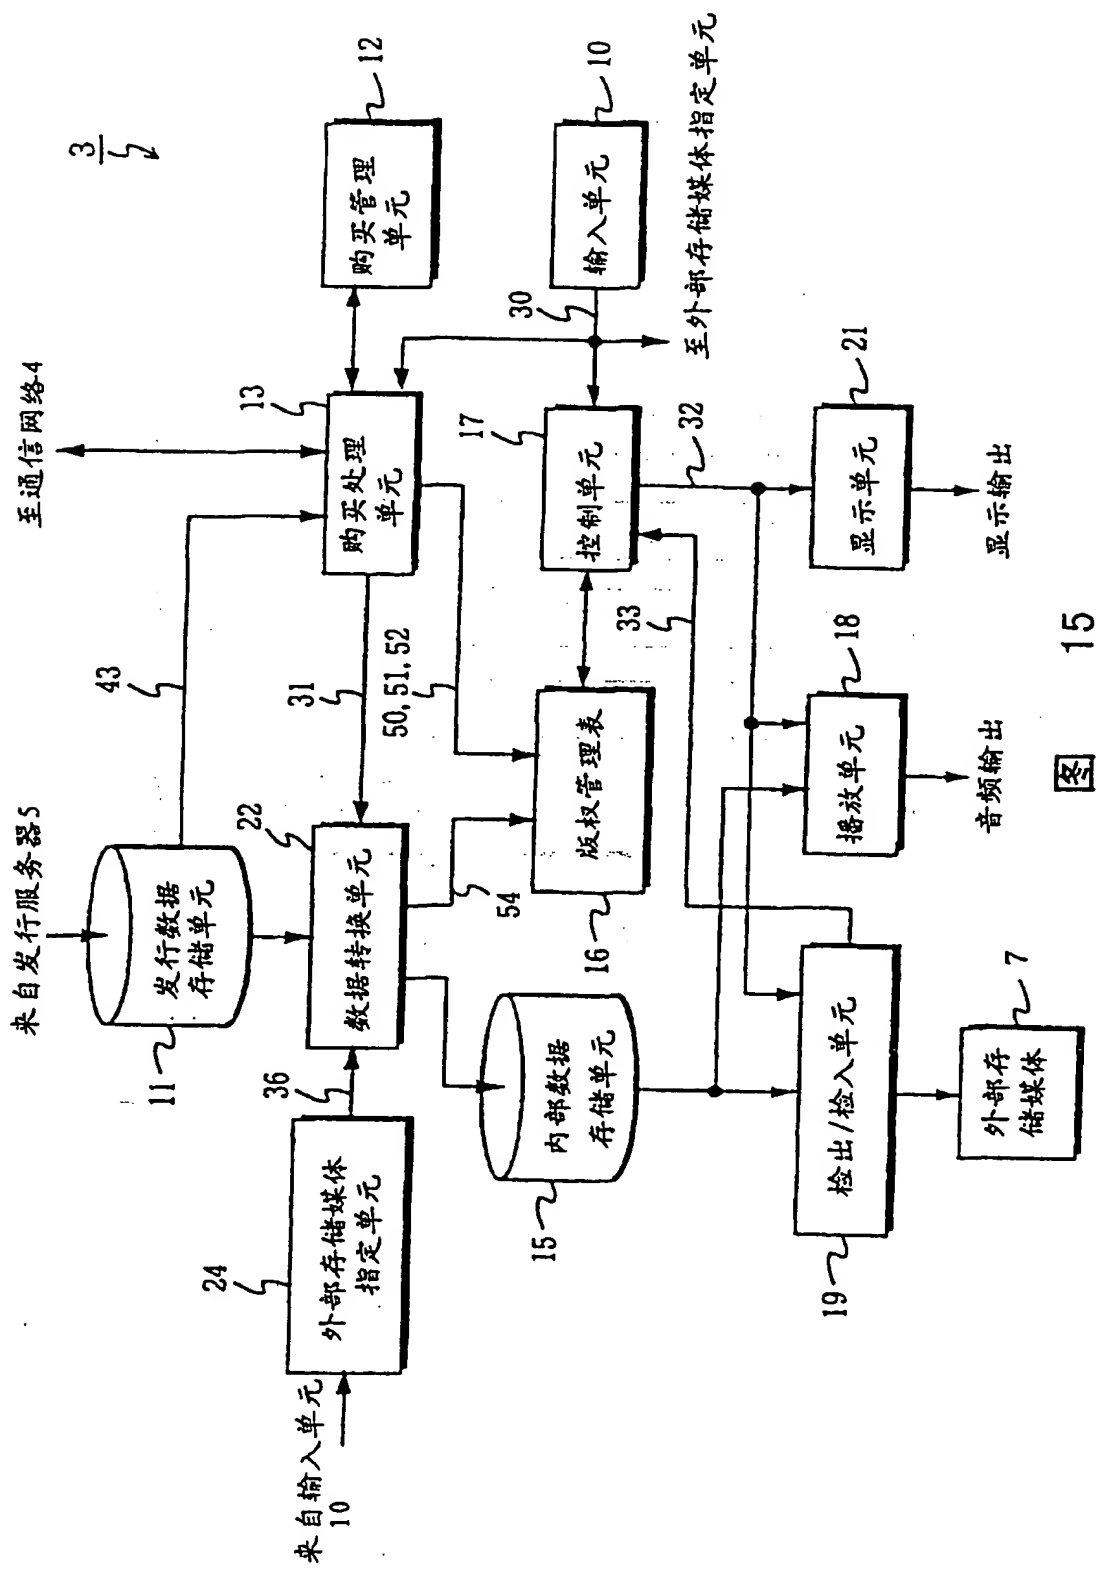 3
来自发行服务器5
至通信网络4
发行数据
存储单元
11
43
13
购买处理
单元
购买管理
单元
12
来自输入单元
10
外部存储媒体
指定单元
24
36
数据转换单元
22
31
50, 51, 52
54
输入单元
10
30
至外部存储媒体指定单元
内部数据
存储单元
15
版权管理表
16
控制单元
17
32
33
检出/检入单元
19
播放单元
18
显示单元
21
外部存
储媒体
7
音频输出
显示输出
图 15